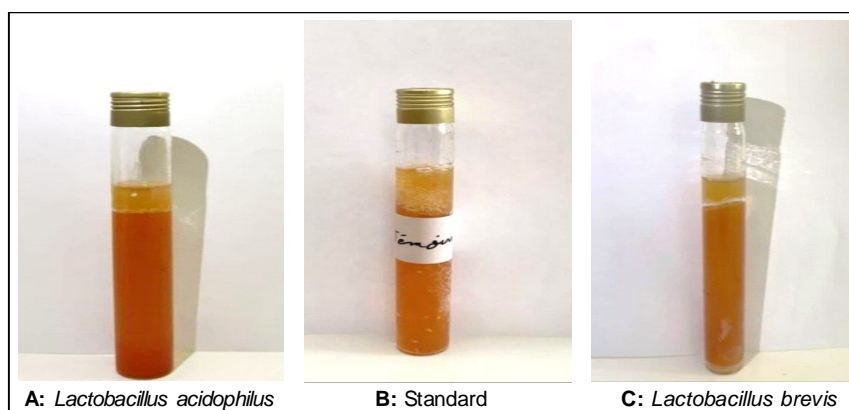 Témoin
A: Lactobacillus acidophilus
B: Standard
C: Lactobacillus brevis